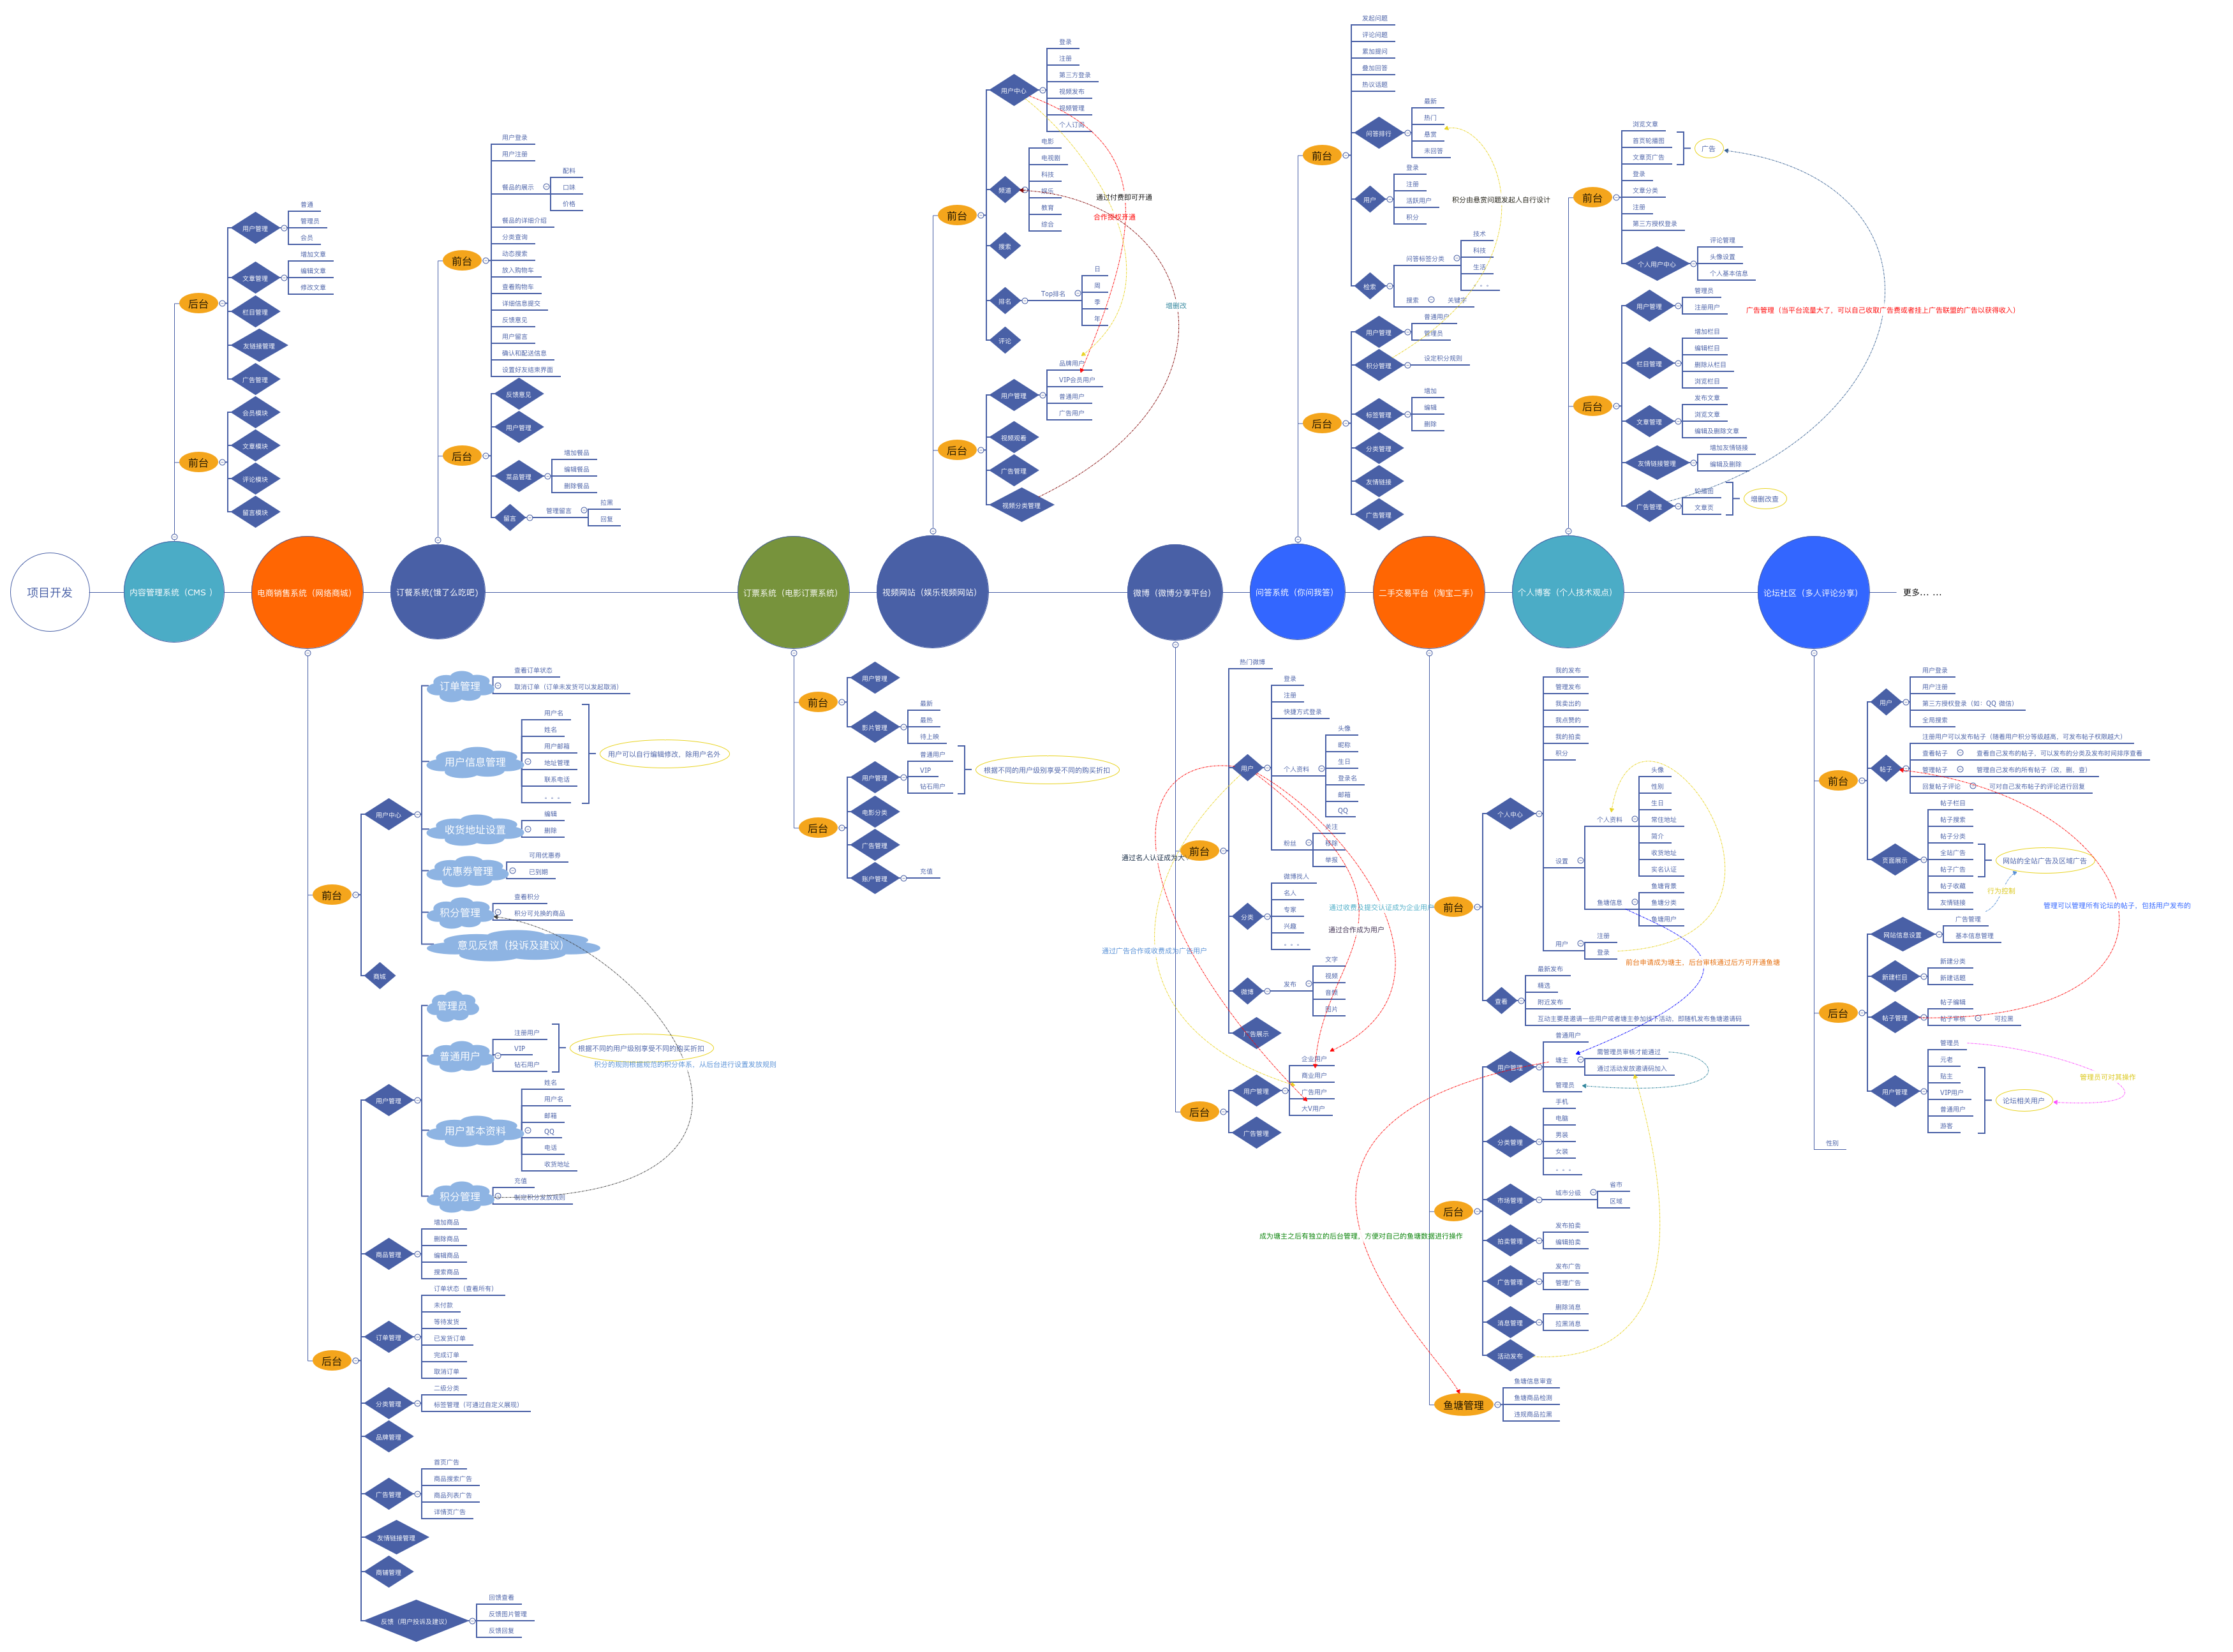 项目开发
内容管理系统（CMS ）
后台
用户管理
普通
管理员
会员
文章管理
增加文章
编辑文章
修改文章
栏目管理
友链接管理
广告管理
前台
会员模块
文章模块
评论模块
留言模块
电商销售系统（网络商城）
前台
用户中心
订单管理
查看订单状态
取消订单（订单未发货可以发起取消）
用户信息管理
用户名
姓名
用户邮箱
地址管理
联系电话
。。。
用户可以自行编辑修改，除用户名外
收货地址设置
编辑
删除
优惠券管理
可用优惠券
已到期
积分管理
查看积分
积分可兑换的商品
意见反馈（投诉及建议）
商城
后台
用户管理
管理员
普通用户
注册用户
VIP
钻石用户
根据不同的用户级别享受不同的购买折扣
积分的规则根据规范的积分体系，从后台进行设置发放规则
用户基本资料
姓名
用户名
邮箱
QQ
电话
收货地址
积分管理
充值
制定积分发放规则
商品管理
增加商品
删除商品
编辑商品
搜索商品
订单管理
订单状态（查看所有）
未付款
等待发货
已发货订单
完成订单
取消订单
分类管理
二级分类
标签管理（可通过自定义展现）
品牌管理
广告管理
首页广告
商品搜索广告
商品列表广告
详情页广告
友情链接管理
商铺管理
反馈（用户投诉及建议）
回馈查看
反馈图片管理
反馈回复
订餐系统(饿了么吃吧)
前台
用户登录
用户注册
餐品的展示
配料
口味
价格
餐品的详细介绍
分类查询
动态搜索
放入购物车
查看购物车
详细信息提交
反馈意见
用户留言
确认和配送信息
设置好友结束界面
后台
反馈意见
用户管理
菜品管理
增加餐品
编辑餐品
删除餐品
留言
管理留言
拉黑
回复
订票系统（电影订票系统）
前台
用户管理
影片管理
最新
最热
待上映
后台
用户管理
普通用户
VIP
钻石用户
根据不同的用户级别享受不同的购买折扣
电影分类
广告管理
账户管理
充值
视频网站（娱乐视频网站）
前台
用户中心
登录
注册
第三方登录
视频发布
视频管理
个人订阅
频道
电影
电视剧
科技
娱乐
教育
综合
通过付费即可开通
合作授权开通
搜索
排名
Top排名
日
周
季
年
增删改
评论
后台
用户管理
品牌用户
VIP会员用户
普通用户
广告用户
视频观看
广告管理
视频分类管理
微博（微博分享平台）
前台
热门微博
用户
登录
注册
快捷方式登录
个人资料
头像
昵称
生日
登录名
邮箱
QQ
粉丝
关注
移除
举报
通过名人认证成为大
通过收费及提交认证成为企业用户
通过合作成为用户
通过广告合作或收费成为广告用户
分类
微博找人
名人
专家
兴趣
。。。
微博
发布
文字
视频
音频
图片
广告展示
后台
用户管理
企业用户
商业用户
广告用户
大V用户
广告管理
问答系统（你问我答）
前台
发起问题
评论问题
累加提问
叠加回答
热议话题
问答排行
最新
热门
悬赏
未回答
用户
登录
注册
活跃用户
积分
积分由悬赏问题发起人自行设计
检索
问答标签分类
技术
科技
生活
。。。
搜索
关键字
后台
用户管理
普通用户
管理员
积分管理
设定积分规则
标签管理
增加
编辑
删除
分类管理
友情链接
广告管理
二手交易平台（淘宝二手）
前台
个人中心
我的发布
管理发布
我卖出的
我点赞的
我的拍卖
积分
设置
个人资料
头像
性别
生日
常住地址
简介
收货地址
实名认证
鱼塘信息
鱼塘背景
鱼塘分类
鱼塘用户
用户
注册
登录
前台申请成为塘主，后台审核通过后方可开通鱼塘
查看
最新发布
精选
附近发布
互动主要是邀请一些用户或者塘主参加线下活动，即随机发布鱼塘邀请码
后台
用户管理
普通用户
塘主
需管理员审核才能通过
通过活动发放邀请码加入
管理员
分类管理
手机
电脑
男装
女装
。。。
市场管理
城市分级
省市
区域
拍卖管理
发布拍卖
编辑拍卖
成为塘主之后有独立的后台管理，方便对自己的鱼塘数据进行操作
广告管理
发布广告
管理广告
消息管理
删除消息
拉黑消息
活动发布
鱼塘管理
鱼塘信息审查
鱼塘商品检测
违规商品拉黑
个人博客（个人技术观点）
前台
浏览文章
首页轮播图
文章页广告
广告
登录
文章分类
注册
第三方授权登录
个人用户中心
评论管理
头像设置
个人基本信息
后台
用户管理
管理员
注册用户
广告管理（当平台流量大了，可以自己收取广告费或者挂上广告联盟的广告以获得收入）
栏目管理
增加栏目
编辑栏目
删除从栏目
浏览栏目
文章管理
发布文章
浏览文章
编辑及删除文章
友情链接管理
增加友情链接
编辑及删除
广告管理
轮播图
文章页
增删改查
论坛社区（多人评论分享）
前台
用户
用户登录
用户注册
第三方授权登录（如：QQ 微信）
全局搜索
帖子
注册用户可以发布帖子（随着用户积分等级越高，可发布帖子权限越大）
查看帖子
查看自己发布的帖子，可以发布的分类及发布时间排序查看
管理帖子
管理自己发布的所有帖子（改，删，查）
回复帖子评论
可对自己发布帖子的评论进行回复
页面展示
帖子栏目
帖子搜索
帖子分类
全站广告
帖子广告
帖子收藏
友情链接
网站的全站广告及区域广告
行为控制
管理可以管理所有论坛的帖子，包括用户发布的
后台
网站信息设置
广告管理
基本信息管理
新建栏目
新建分类
新建话题
帖子管理
帖子编辑
帖子审核
可拉黑
用户管理
管理员
元老
贴主
VIP用户
普通用户
游客
管理员可对其操作
论坛相关用户
性别
更多... ...